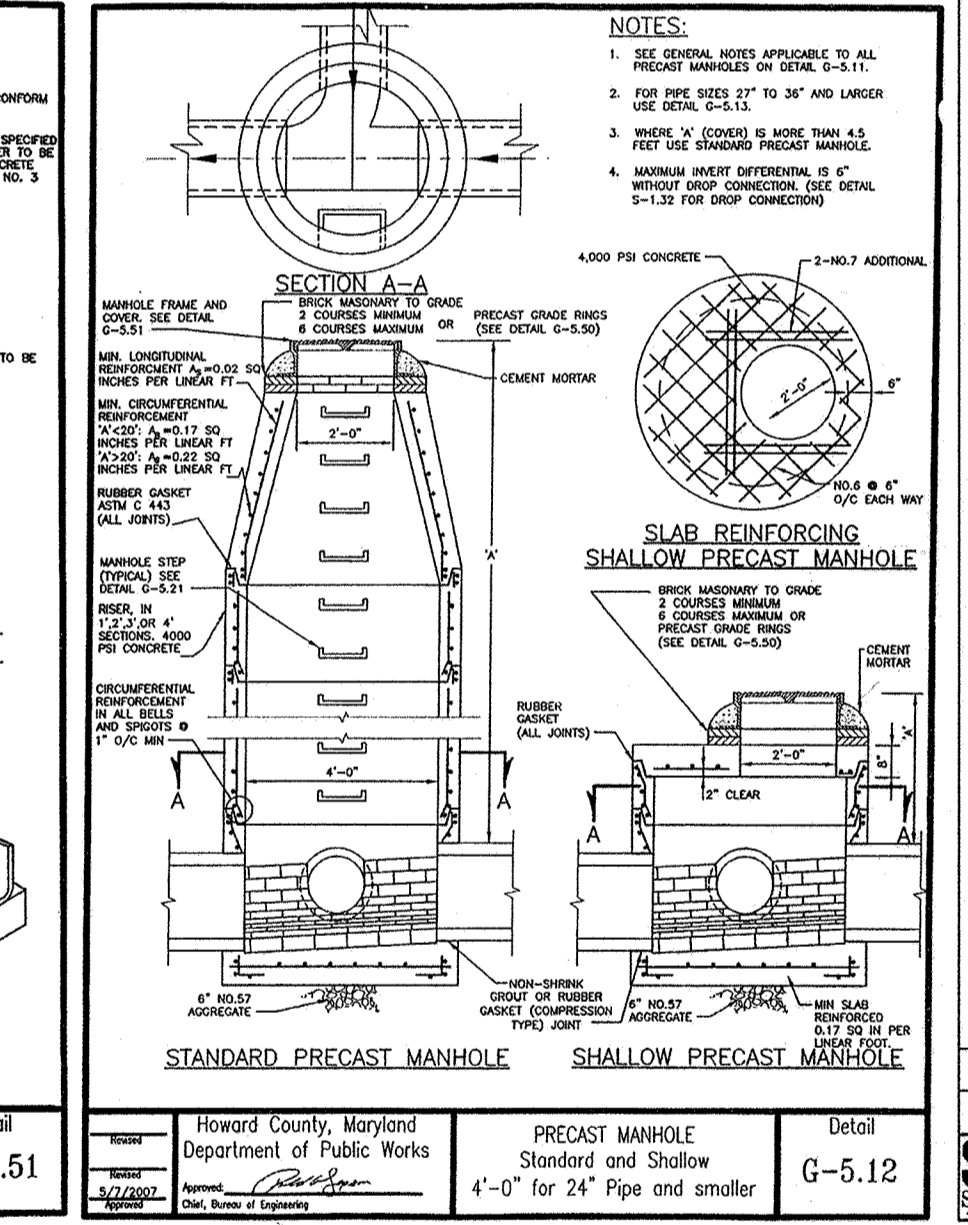 CONFORM
SPECIFIED
ER TO BE
CRETE
NO. 3
TO BE
ail
.51
NOTES:
1. SEE GENERAL NOTES APPLICABLE TO ALL
PRECAST MANHOLES ON DETAIL G-5.11.
2. FOR PIPE SIZES 27" TO 36" AND LARGER
USE DETAIL G-5.13.
3. WHERE 'A' (COVER) IS MORE THAN 4.5
FEET USE STANDARD PRECAST MANHOLE.
4. MAXIMUM INVERT DIFFERENTIAL IS 6"
WITHOUT DROP CONNECTION. (SEE DETAIL
S-1.32 FOR DROP CONNECTION)
SECTION A-A
MANHOLE FRAME AND
COVER. SEE DETAIL
G-5.51
BRICK MASONARY TO GRADE
2 COURSES MINIMUM
6 COURSES MAXIMUM
OR
PRECAST GRADE RINGS
(SEE DETAIL G-5.50)
CEMENT MORTAR
MIN. LONGITUDINAL
REINFORCMENT As=0.02 SQ
INCHES PER LINEAR FT
MIN. CIRCUMFERENTIAL
REINFORCEMENT
'A'<20': As=0.17 SQ
INCHES PER LINEAR FT
'A'>20': As=0.22 SQ
INCHES PER LINEAR FT
RUBBER GASKET
ASTM C 443
(ALL JOINTS)
MANHOLE STEP
(TYPICAL) SEE
DETAIL G-5.21
RISER, IN
1',2',3',OR 4'
SECTIONS. 4000
PSI CONCRETE
CIRCUMFERENTIAL
REINFORCEMENT
IN ALL BELLS
AND SPIGOTS @
1" O/C MIN
2'-0"
'A'
4'-0"
A
A
6" NO.57
AGGREGATE
NON-SHRINK
GROUT OR RUBBER
GASKET (COMPRESSION
TYPE) JOINT
STANDARD PRECAST MANHOLE
4,000 PSI CONCRETE
2-NO.7 ADDITIONAL
2'-0"
6"
NO.6 @ 6"
O/C EACH WAY
SLAB REINFORCING
SHALLOW PRECAST MANHOLE
BRICK MASONARY TO GRADE
2 COURSES MINIMUM
6 COURSES MAXIMUM OR
PRECAST GRADE RINGS
(SEE DETAIL G-5.50)
CEMENT
MORTAR
RUBBER
GASKET
(ALL JOINTS)
2'-0"
8"
'A'
2" CLEAR
A
A
6" NO.57
AGGREGATE
MIN SLAB
REINFORCED
0.17 SQ IN PER
LINEAR FOOT.
SHALLOW PRECAST MANHOLE
Revised
Revised
5/7/2007
Approved
Howard County, Maryland
Department of Public Works
Approved:
Chief, Bureau of Engineering
PRECAST MANHOLE
Standard and Shallow
4'-0" for 24" Pipe and smaller
Detail
G-5.12